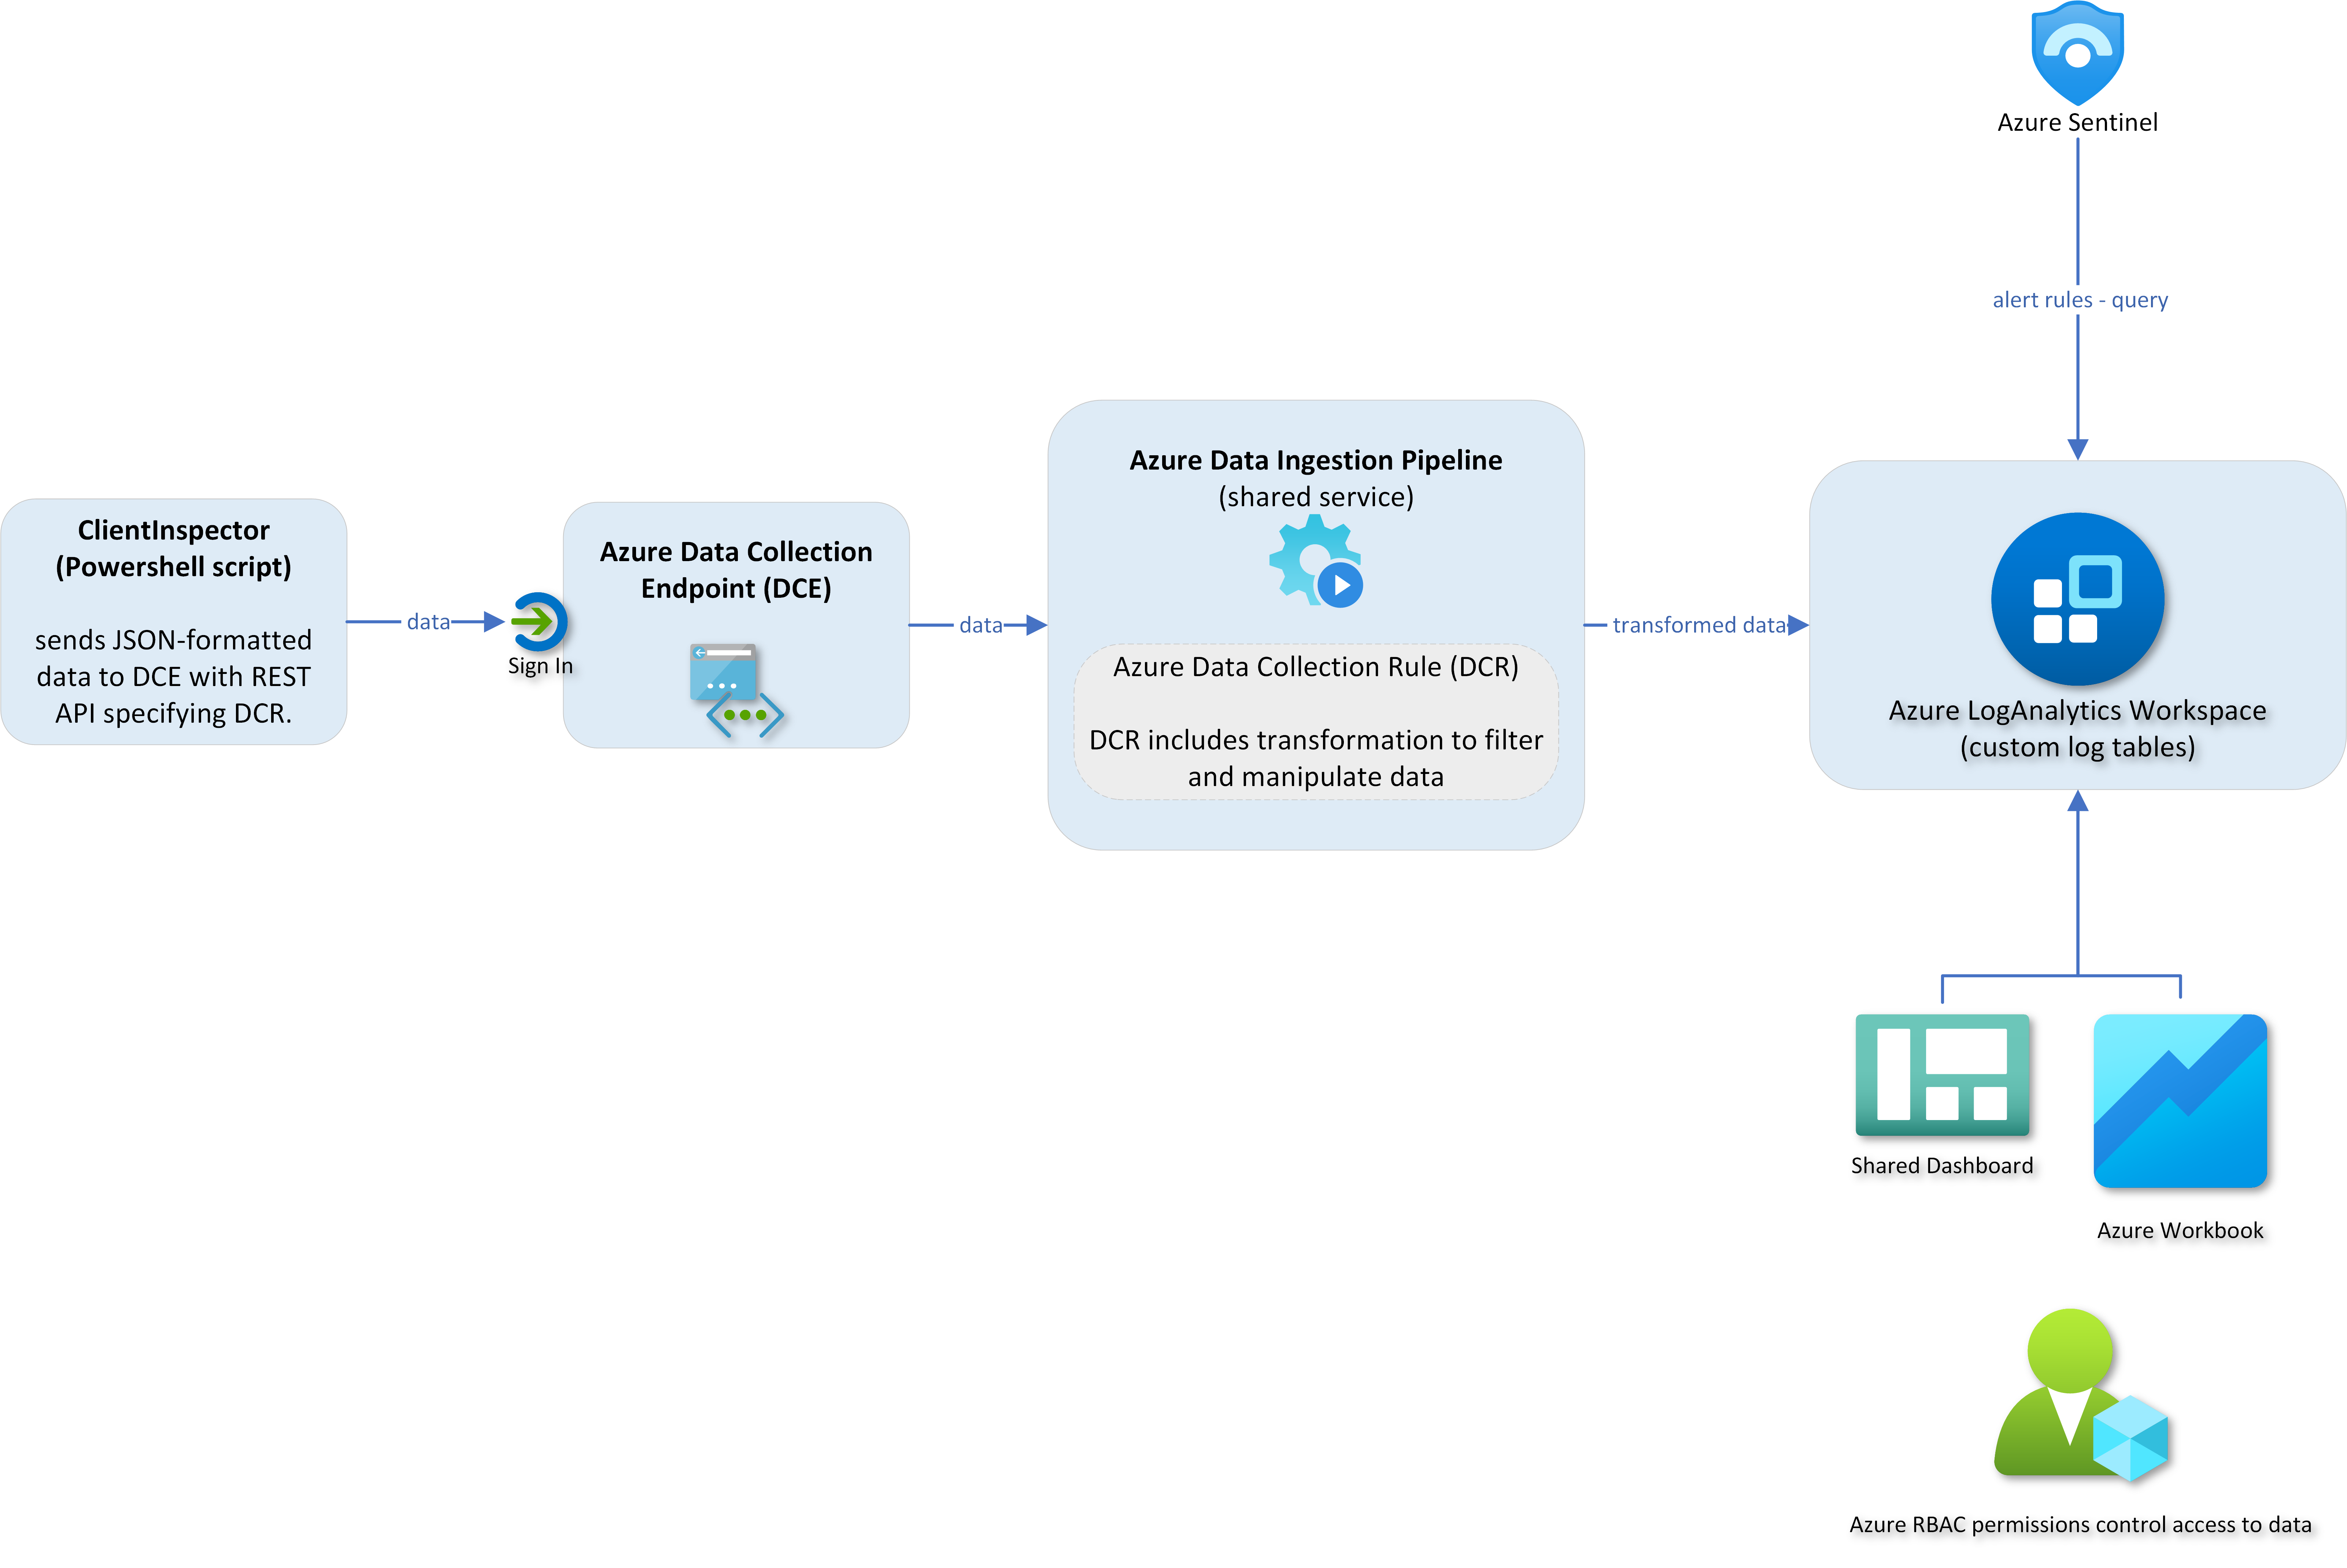 Azure Sentinel
alert rules - query
ClientInspector
(Powershell script)
sends JSON-formatted
data to DCE with REST
API specifying DCR.
data
Sign In
Azure Data Collection
Endpoint (DCE)
data
Azure Data Ingestion Pipeline
(shared service)
Azure Data Collection Rule (DCR)
DCR includes transformation to filter
and manipulate data
transformed data
Azure LogAnalytics Workspace
(custom log tables)
Shared Dashboard
Azure Workbook
Azure RBAC permissions control access to data